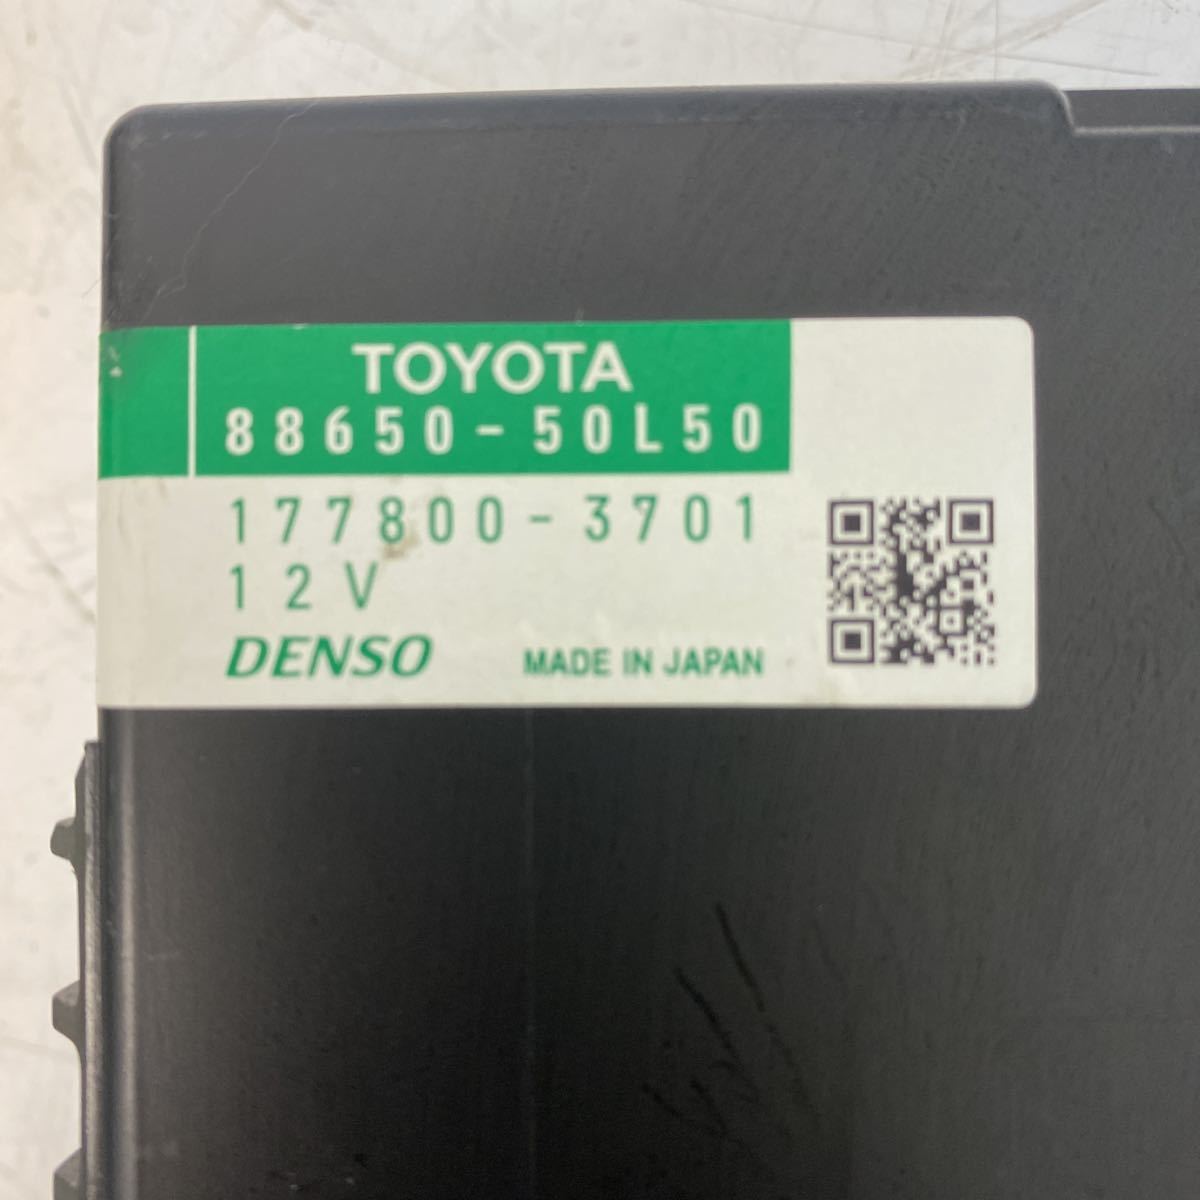 TOYOTA
88650-50L50
177800-3701
12V
DENSO MADE IN JAPAN